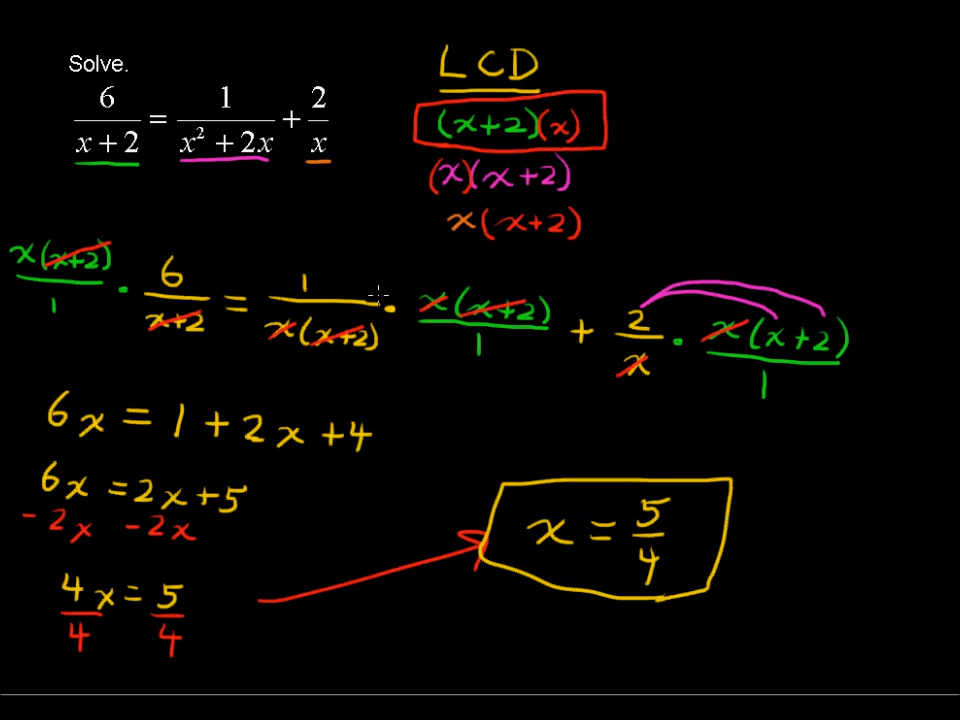 Solve.
6/(x + 2) = 1/(x² + 2x) + 2/x
LCD
(x+2)(x)
(x)(x+2)
x(x+2)
x(x+2)/1 · 6/(x+2) = 1/(x(x+2)) · x(x+2)/1 + 2/x · x(x+2)/1
6x = 1 + 2x + 4
6x = 2x + 5
-2x -2x
4x/4 = 5/4
x = 5/4